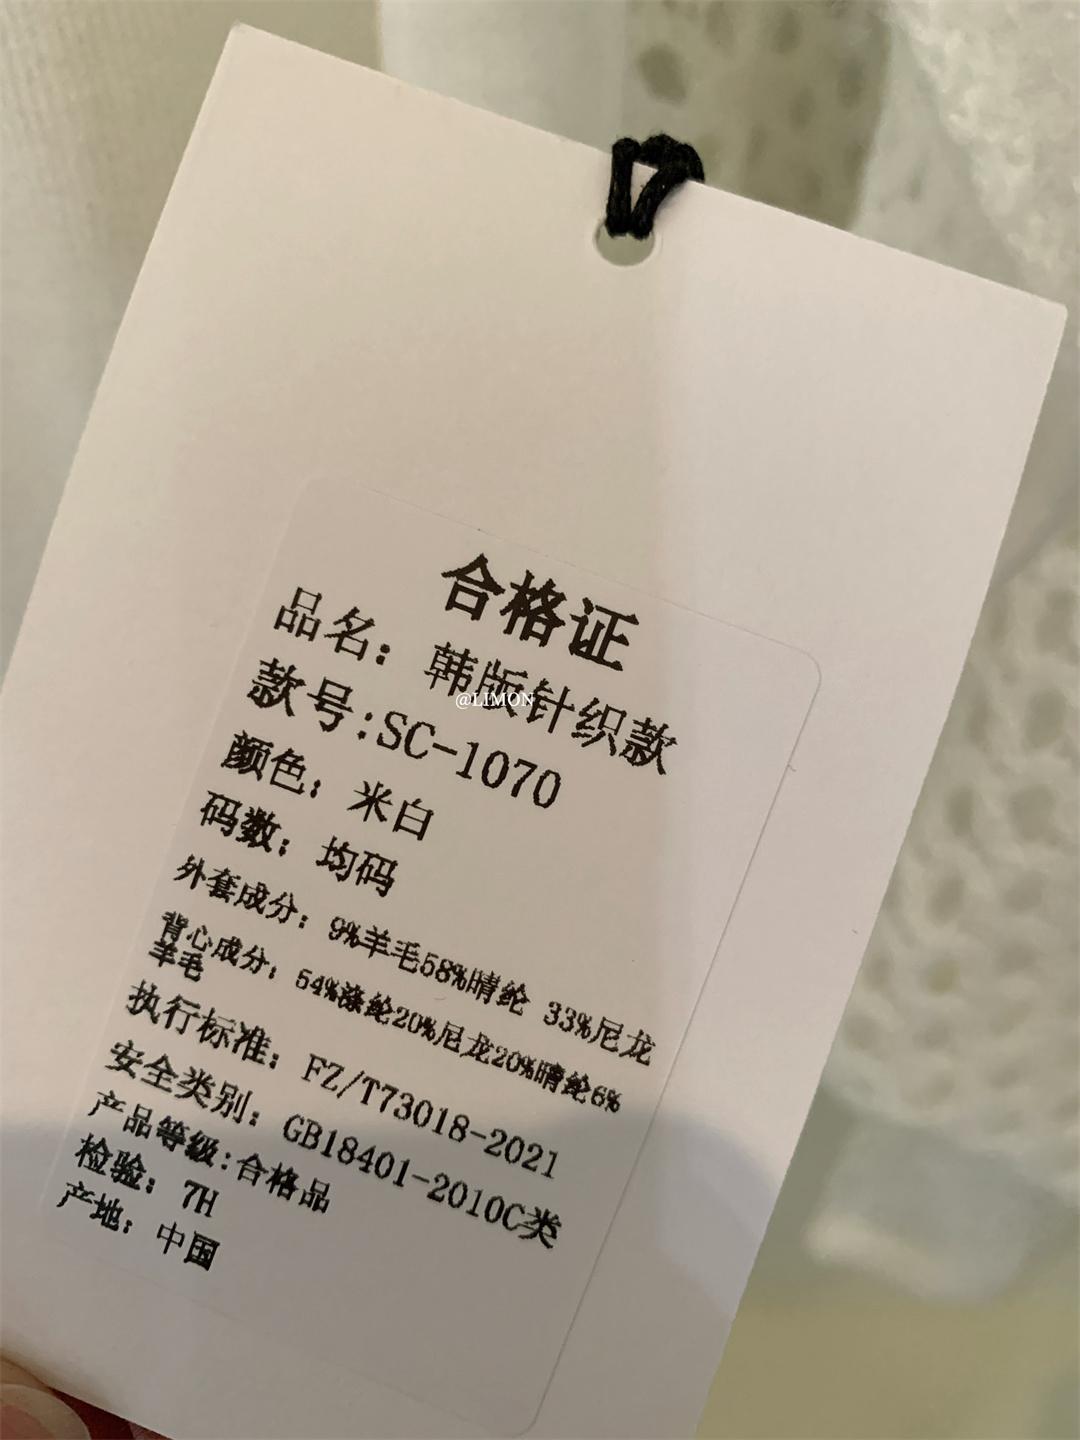 合格证
品名：韩版针织款
@LIMON
款号:SC-1070
颜色：米白
码数：均码
外套成分：9%羊毛58%晴纶 33%尼龙
背心成分：54%涤纶20%尼龙20%晴纶6%
羊毛
执行标准：FZ/T73018-2021
安全类别：GB18401-2010C类
产品等级:合格品
检验：7H
产地：中国